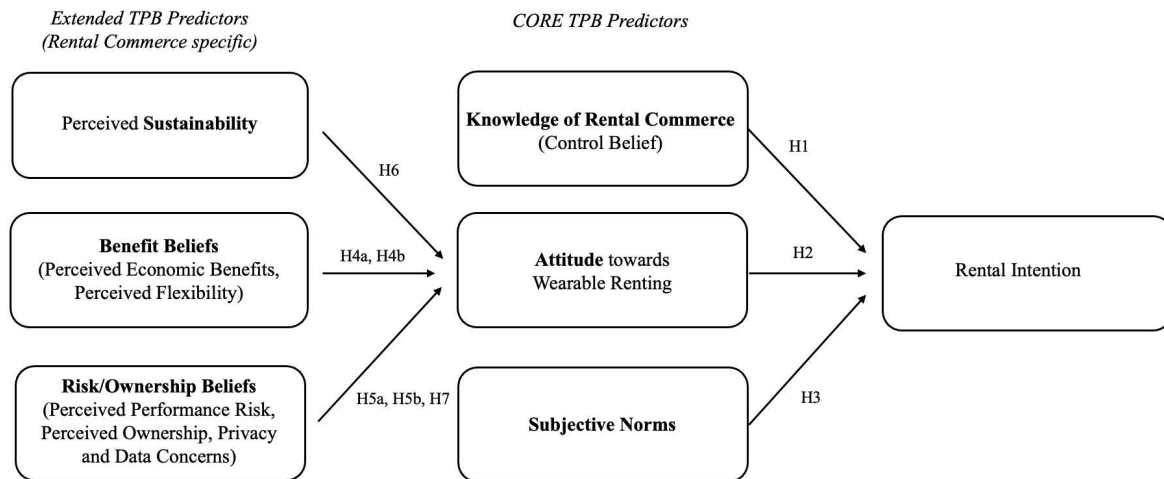 Extended TPB Predictors
(Rental Commerce specific)
CORE TPB Predictors
Perceived Sustainability
Knowledge of Rental Commerce
(Control Belief)
H1
H6
Benefit Beliefs
(Perceived Economic Benefits,
Perceived Flexibility)
H4a, H4b
Attitude towards
Wearable Renting
H2
Rental Intention
Risk/Ownership Beliefs
(Perceived Performance Risk,
Perceived Ownership, Privacy
and Data Concerns)
H5a, H5b, H7
Subjective Norms
H3